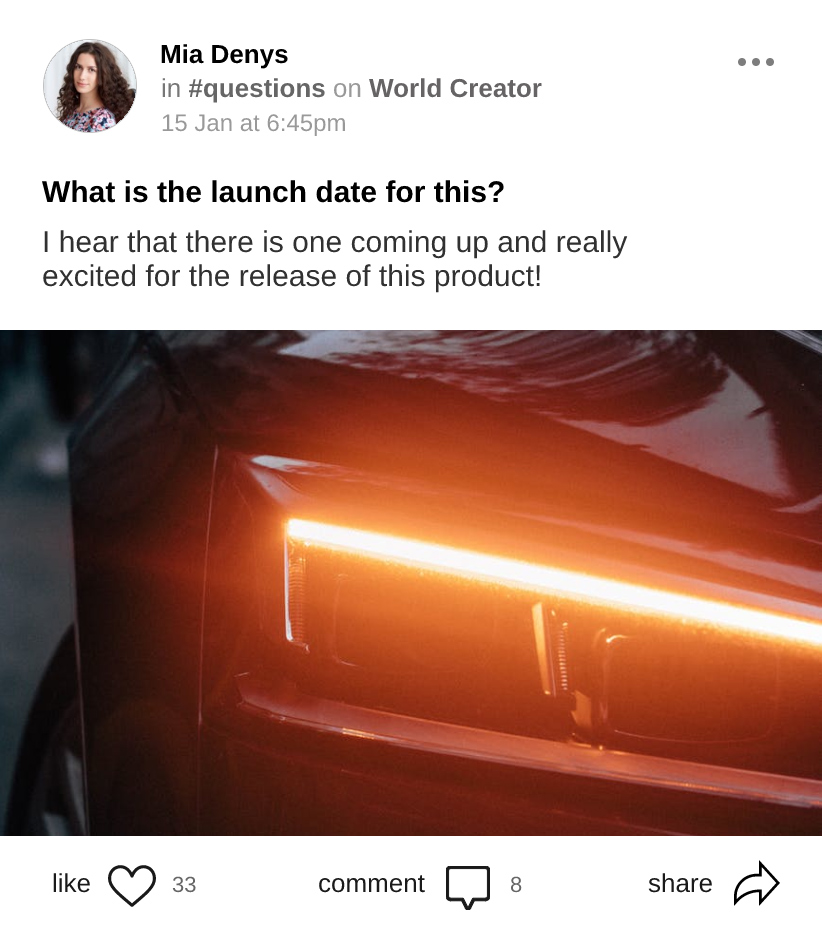 Mia Denys
in #questions on World Creator
15 Jan at 6:45pm
What is the launch date for this?
I hear that there is one coming up and really
excited for the release of this product!
like 33 comment 8 share